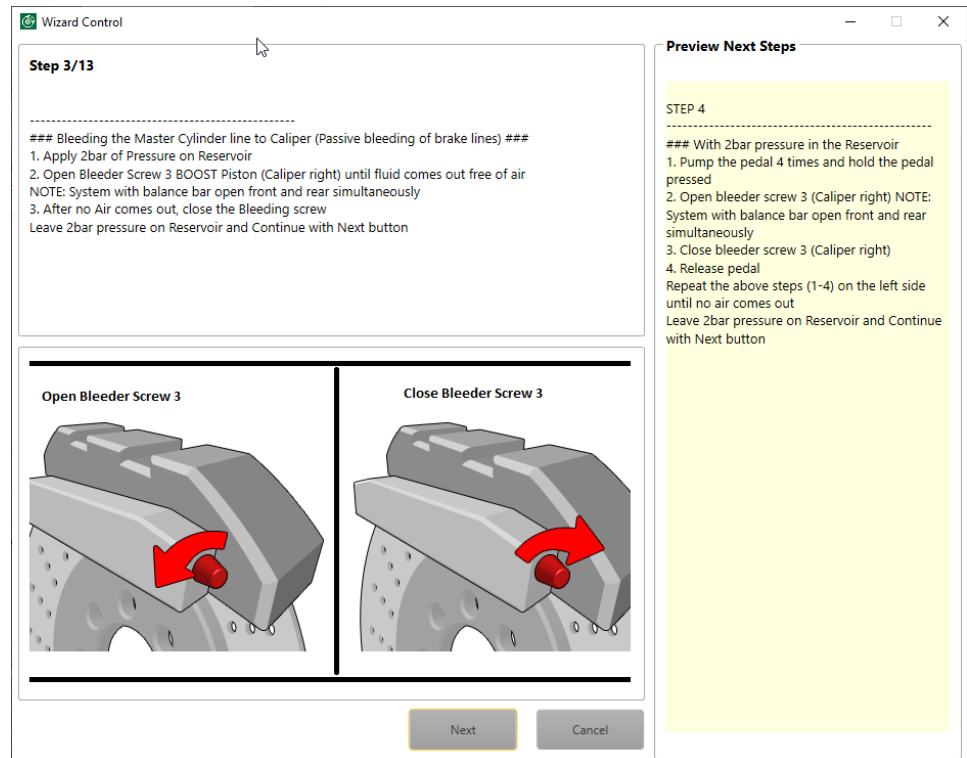 Wizard Control
Step 3/13
--------------------------------------------------
### Bleeding the Master Cylinder line to Caliper (Passive bleeding of brake lines) ###
1. Apply 2bar of Pressure on Reservoir
2. Open Bleeder Screw 3 BOOST Piston (Caliper right) until fluid comes out free of air
NOTE: System with balance bar open front and rear simultaneously
3. After no Air comes out, close the Bleeding screw
Leave 2bar pressure on Reservoir and Continue with Next button
Open Bleeder Screw 3
Close Bleeder Screw 3
Next
Cancel
Preview Next Steps
STEP 4
--------------------------------------------------
### With 2bar pressure in the Reservoir
1. Pump the pedal 4 times and hold the pedal
pressed
2. Open bleeder screw 3 (Caliper right) NOTE:
System with balance bar open front and rear
simultaneously
3. Close bleeder screw 3 (Caliper right)
4. Release pedal
Repeat the above steps (1-4) on the left side
until no air comes out
Leave 2bar pressure on Reservoir and Continue
with Next button